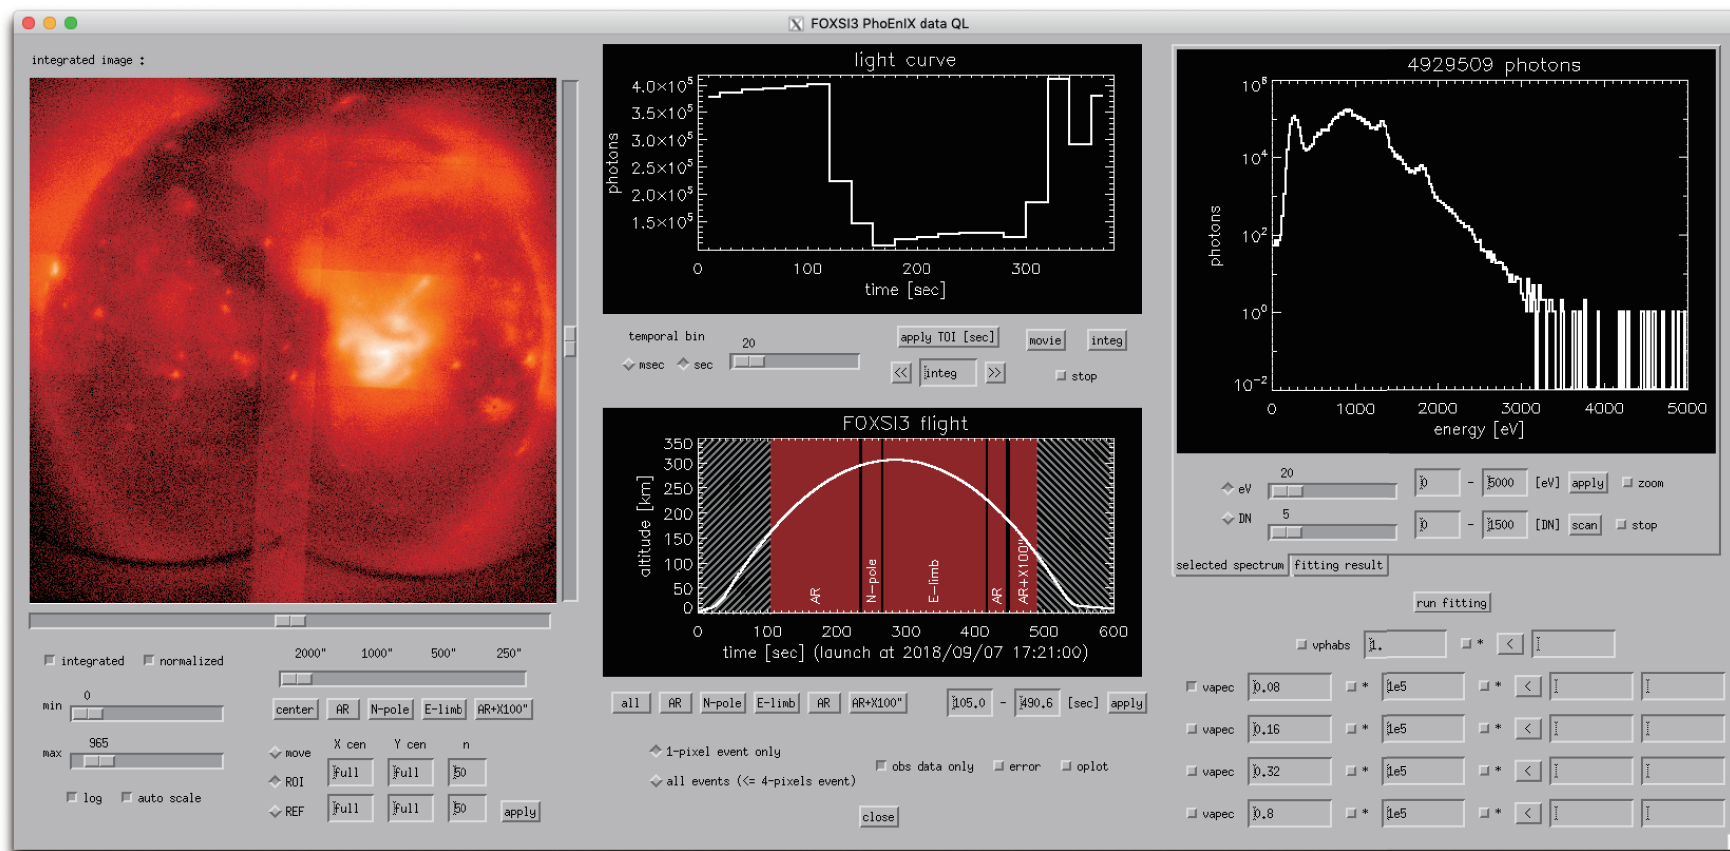 FOXSI3 PhoEnIX data QL
integrated image :
light curve
4.0×10⁵
3.5×10⁵
3.0×10⁵
2.5×10⁵
2.0×10⁵
1.5×10⁵
photons
0 100 200 300
time [sec]
temporal bin
20
msec sec
apply TOI [sec] movie integ
<< integ >> stop
FOXSI3 flight
350
300
250
200
150
100
50
0
altitude [km]
AR N-pole E-limb AR AR+X100"
0 100 200 300 400 500 600
time [sec] (launch at 2018/09/07 17:21:00)
all AR N-pole E-limb AR AR+X100" 105.0 - 490.6 [sec] apply
1-pixel event only
all events (<= 4-pixels event)
obs data only error oplot
close
integrated normalized
min 0
max 965
log auto scale
2000" 1000" 500" 250"
center AR N-pole E-limb AR+X100"
X cen Y cen n
move
ROI full full 50
REF full full 50 apply
4929509 photons
10⁶
10⁴
10²
10⁰
10⁻²
photons
0 1000 2000 3000 4000 5000
energy [eV]
eV 20 0 - 5000 [eV] apply zoom
DN 5 0 - 1500 [DN] scan stop
selected spectrum fitting result
run fitting
vphabs 1. * <
vapec 0.08 * 1e5 * <
vapec 0.16 * 1e5 * <
vapec 0.32 * 1e5 * <
vapec 0.8 * 1e5 * <